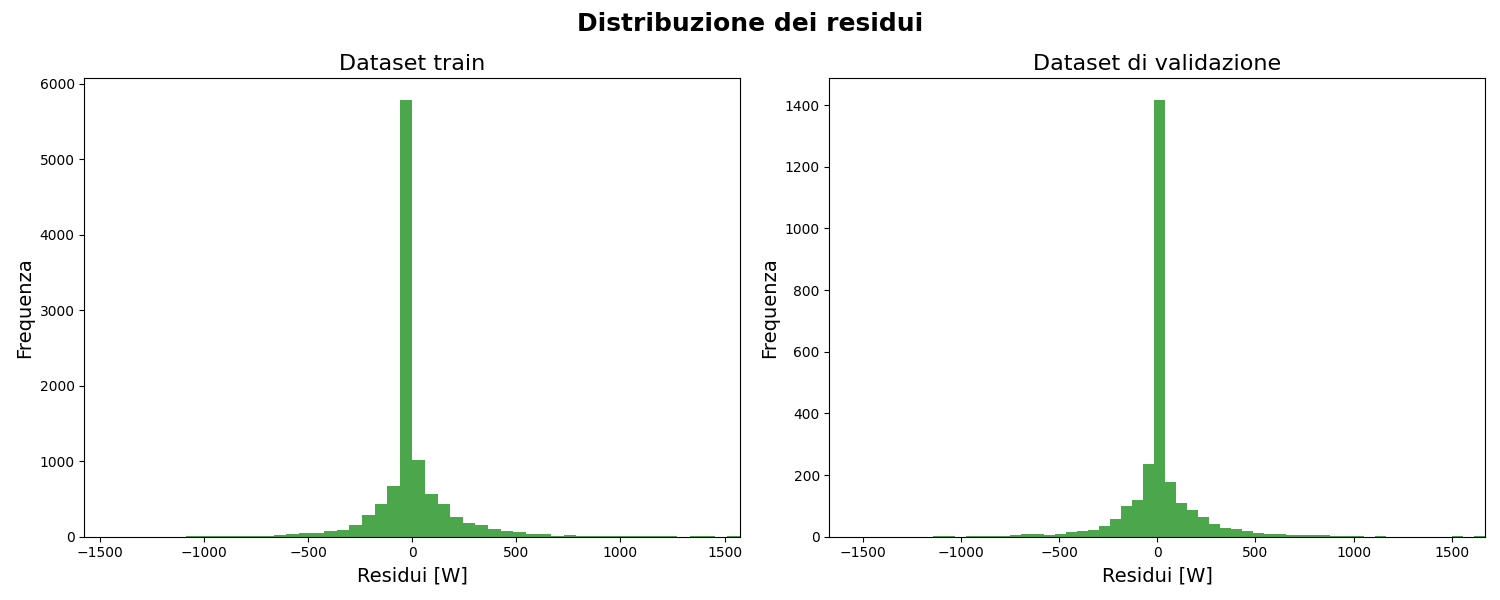 Distribuzione dei residui
Dataset train
6000
5000
4000
3000
2000
1000
0
Frequenza
−1500 −1000 −500 0 500 1000 1500
Residui [W]
Dataset di validazione
1400
1200
1000
800
600
400
200
0
Frequenza
−1500 −1000 −500 0 500 1000 1500
Residui [W]